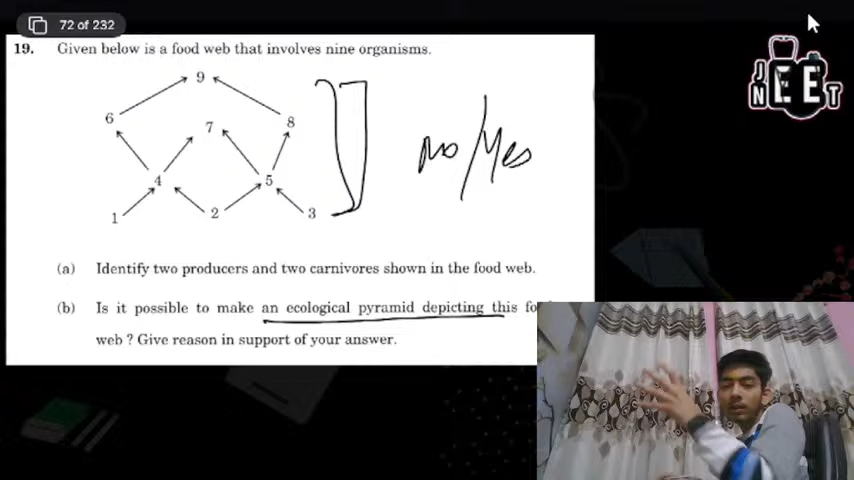 72 of 232
19. Given below is a food web that involves nine organisms.
JNEET
9
6 7 8
4 5
1 2 3
No/Yes
(a) Identify two producers and two carnivores shown in the food web.
(b) Is it possible to make an ecological pyramid depicting this
web ? Give reason in support of your answer.